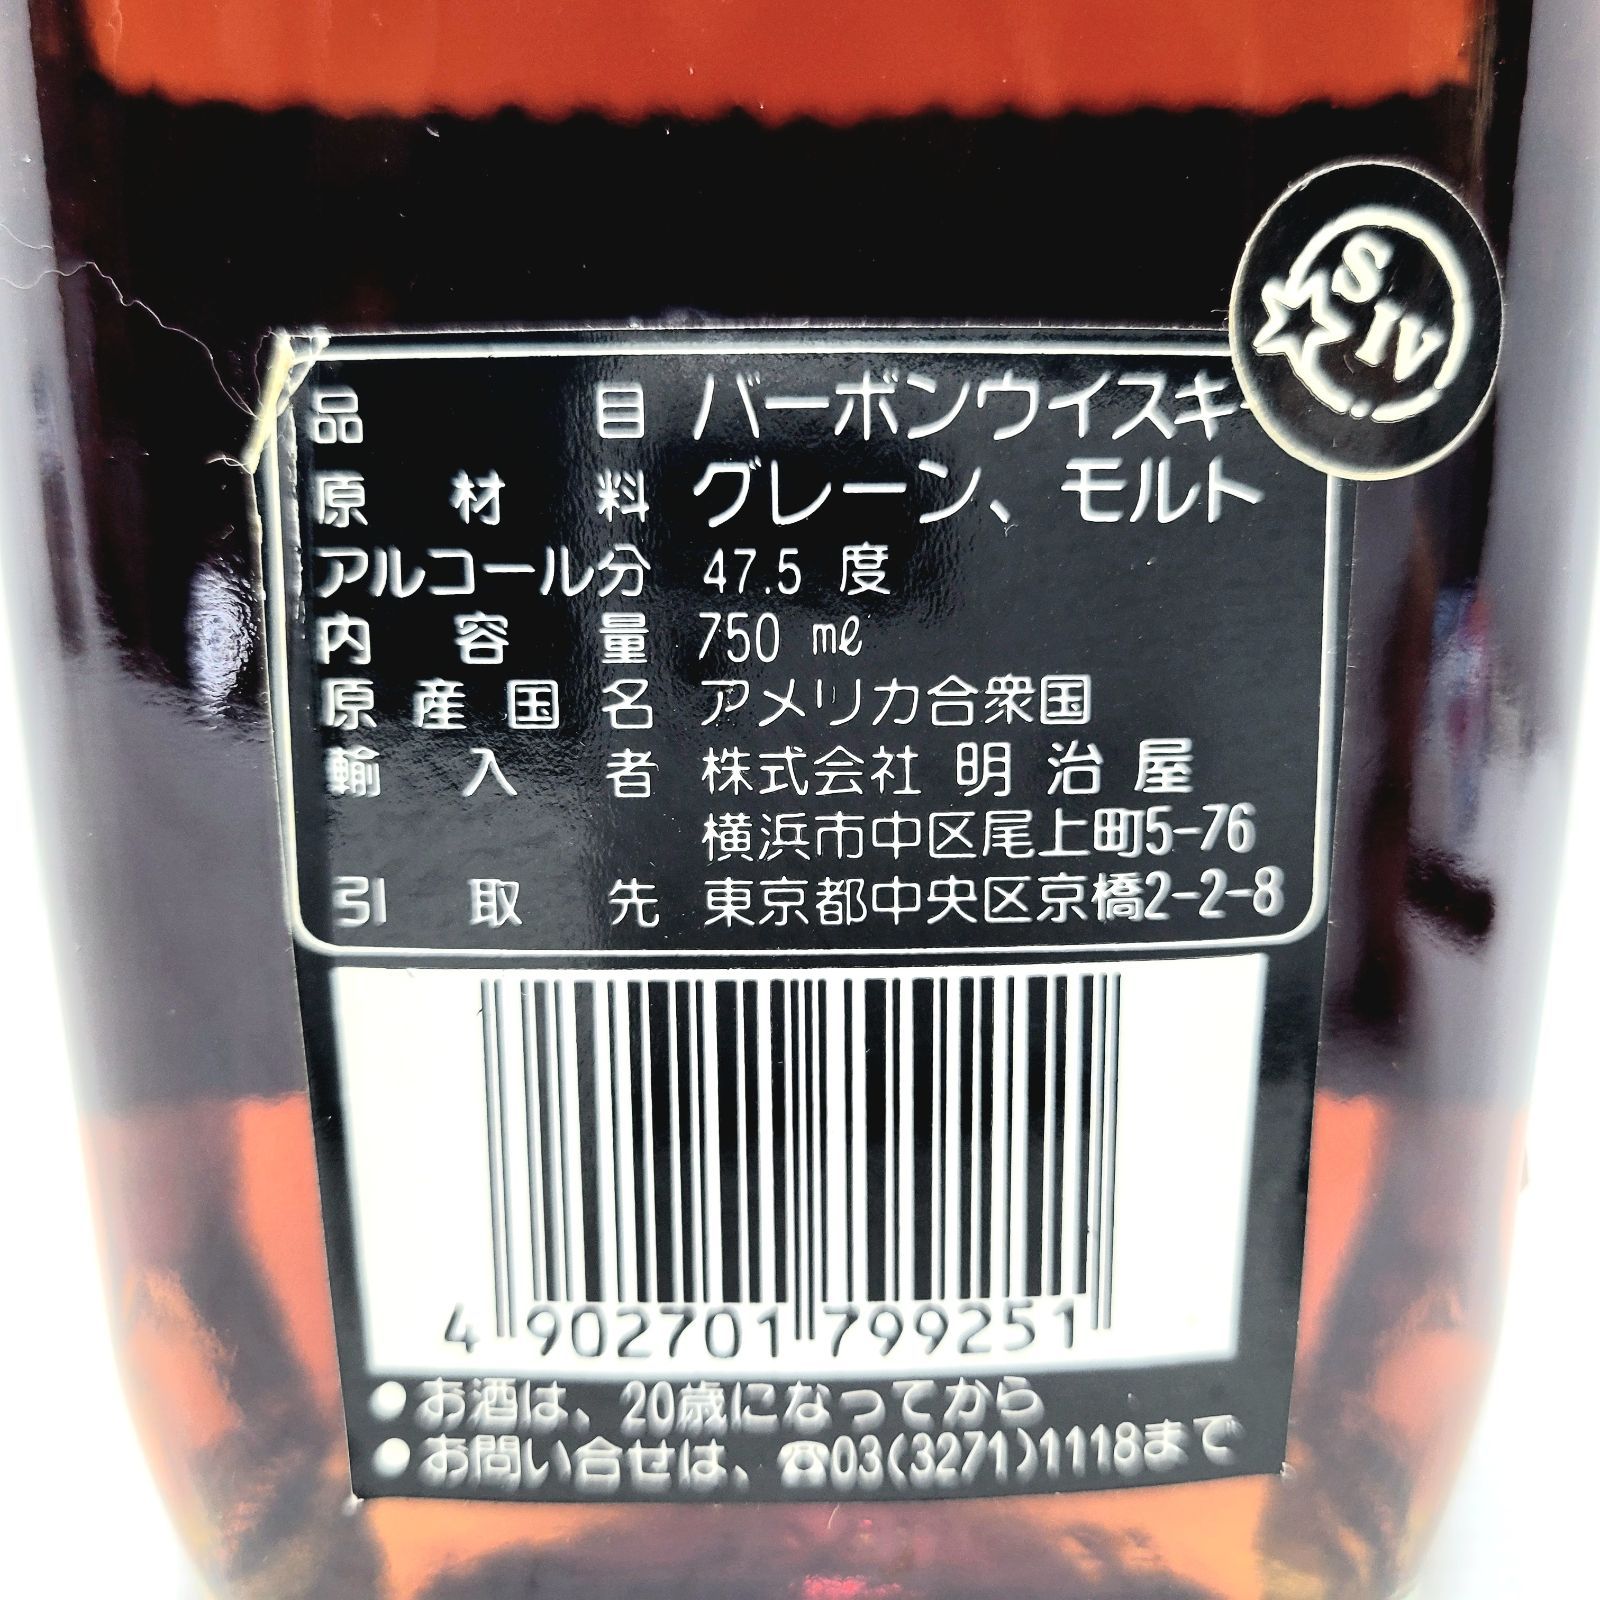 S
IV
品目 バーボンウイスキー
原材料 グレーン、モルト
アルコール分 47.5 度
内容量 750 ㎖
原産国名 アメリカ合衆国
輸入者 株式会社 明治屋
横浜市中区尾上町5-76
引取先 東京都中央区京橋2-2-8
4 902701 799251
●お酒は、20歳になってから
●お問い合せは、☎03(3271)1118まで